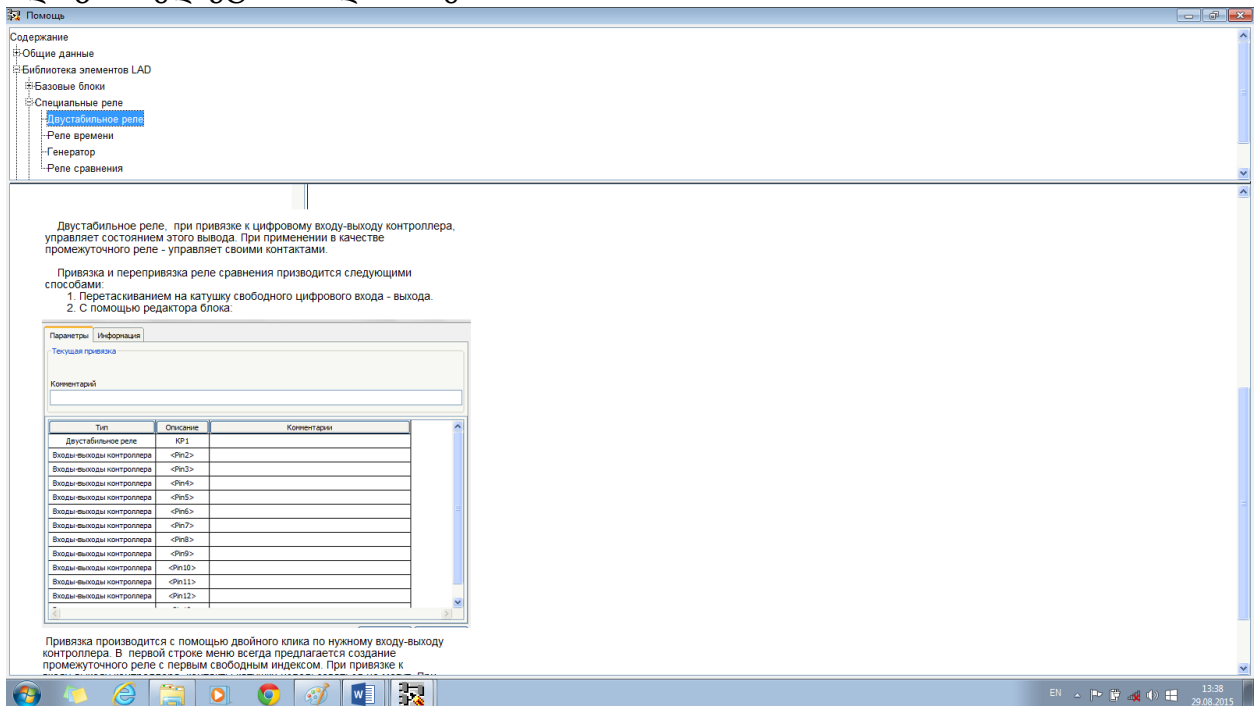 Помощь
Содержание
Общие данные
Библиотека элементов LAD
Базовые блоки
Специальные реле
Двустабильное реле
Реле времени
Генератор
Реле сравнения
Двустабильное реле, при привязке к цифровому входу-выходу контроллера,
управляет состоянием этого вывода. При применении в качестве
промежуточного реле - управляет своими контактами.
Привязка и перепривязка реле сравнения призводится следующими
способами:
1. Перетаскиванием на катушку свободного цифрового входа - выхода.
2. С помощью редактора блока:
Параметры Информация
Текущая привязка
Комментарий
Тип Описание Комментарии
Двустабильное реле КР1
Входы-выходы контроллера <Pin2>
Входы-выходы контроллера <Pin3>
Входы-выходы контроллера <Pin4>
Входы-выходы контроллера <Pin5>
Входы-выходы контроллера <Pin6>
Входы-выходы контроллера <Pin7>
Входы-выходы контроллера <Pin8>
Входы-выходы контроллера <Pin9>
Входы-выходы контроллера <Pin10>
Входы-выходы контроллера <Pin11>
Входы-выходы контроллера <Pin12>
Привязка производится с помощью двойного клика по нужному входу-выходу
контроллера. В первой строке меню всегда предлагается создание
промежуточного реле с первым свободным индексом. При привязке к
EN 13:38
29.08.2015